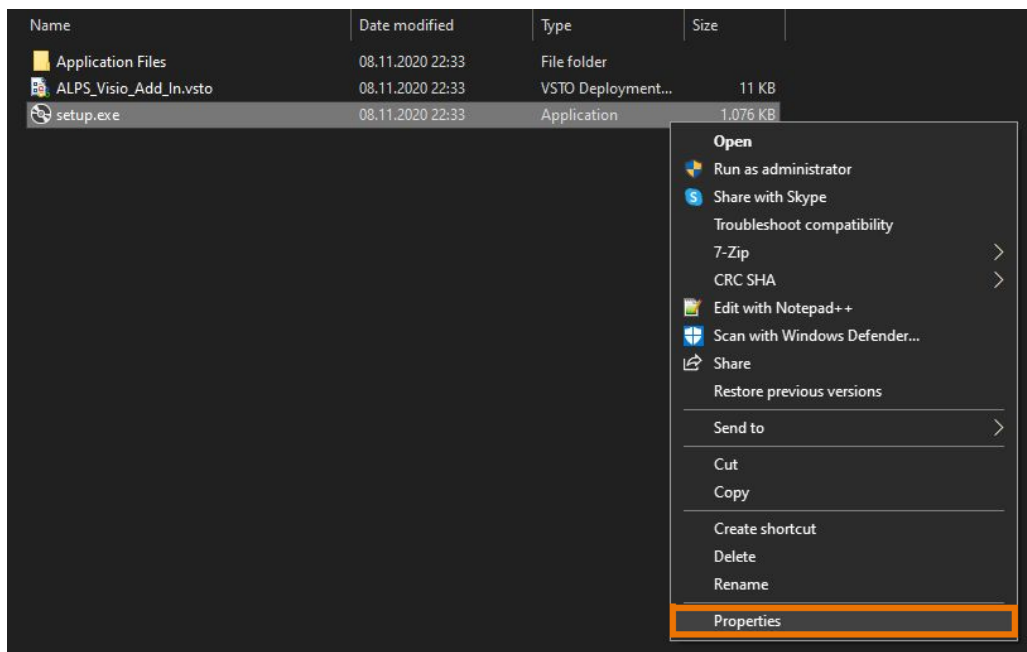 Name Date modified Type Size
Application Files 08.11.2020 22:33 File folder
ALPS_Visio_Add_In.vsto 08.11.2020 22:33 VSTO Deployment... 11 KB
setup.exe 08.11.2020 22:33 Application 1.076 KB
Open
Run as administrator
Share with Skype
Troubleshoot compatibility
7-Zip
CRC SHA
Edit with Notepad++
Scan with Windows Defender...
Share
Restore previous versions
Send to
Cut
Copy
Create shortcut
Delete
Rename
Properties